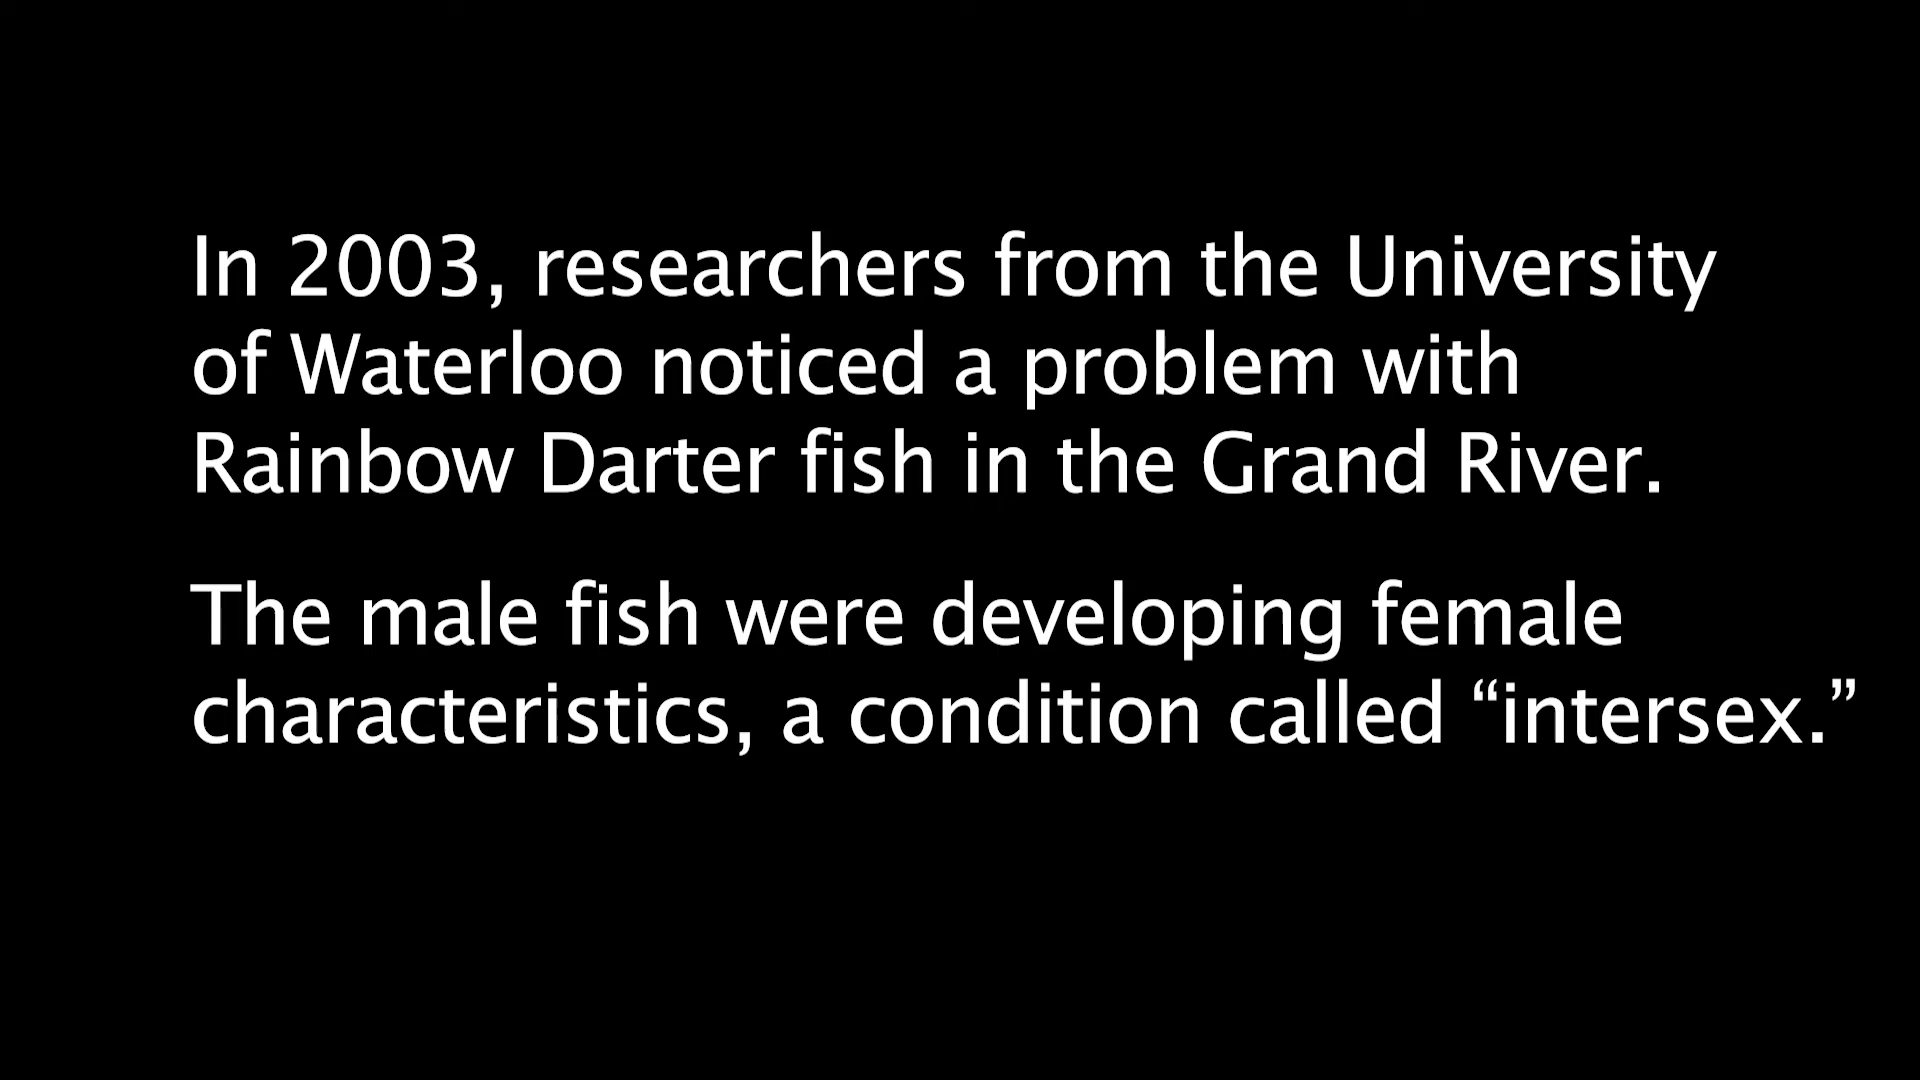 In 2003, researchers from the University
of Waterloo noticed a problem with
Rainbow Darter fish in the Grand River.
The male fish were developing female
characteristics, a condition called “intersex.”